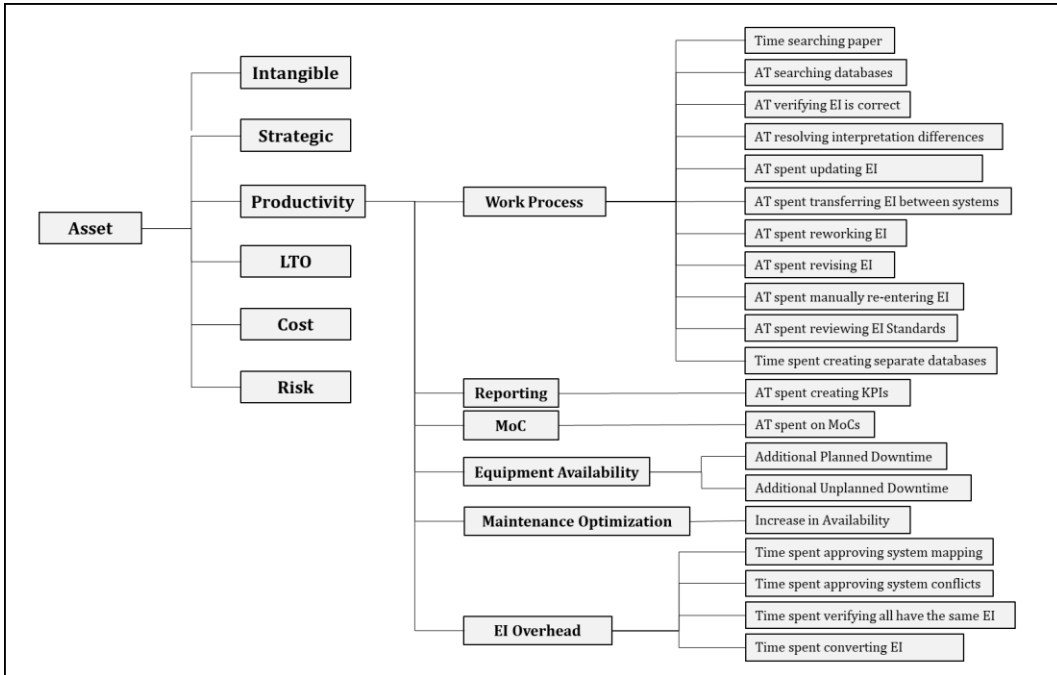 Asset
Intangible
Strategic
Productivity
LTO
Cost
Risk
Work Process
Reporting
MoC
Equipment Availability
Maintenance Optimization
EI Overhead
Time searching paper
AT searching databases
AT verifying EI is correct
AT resolving interpretation differences
AT spent updating EI
AT spent transferring EI between systems
AT spent reworking EI
AT spent revising EI
AT spent manually re-entering EI
AT spent reviewing EI Standards
Time spent creating separate databases
AT spent creating KPIs
AT spent on MoCs
Additional Planned Downtime
Additional Unplanned Downtime
Increase in Availability
Time spent approving system mapping
Time spent approving system conflicts
Time spent verifying all have the same EI
Time spent converting EI